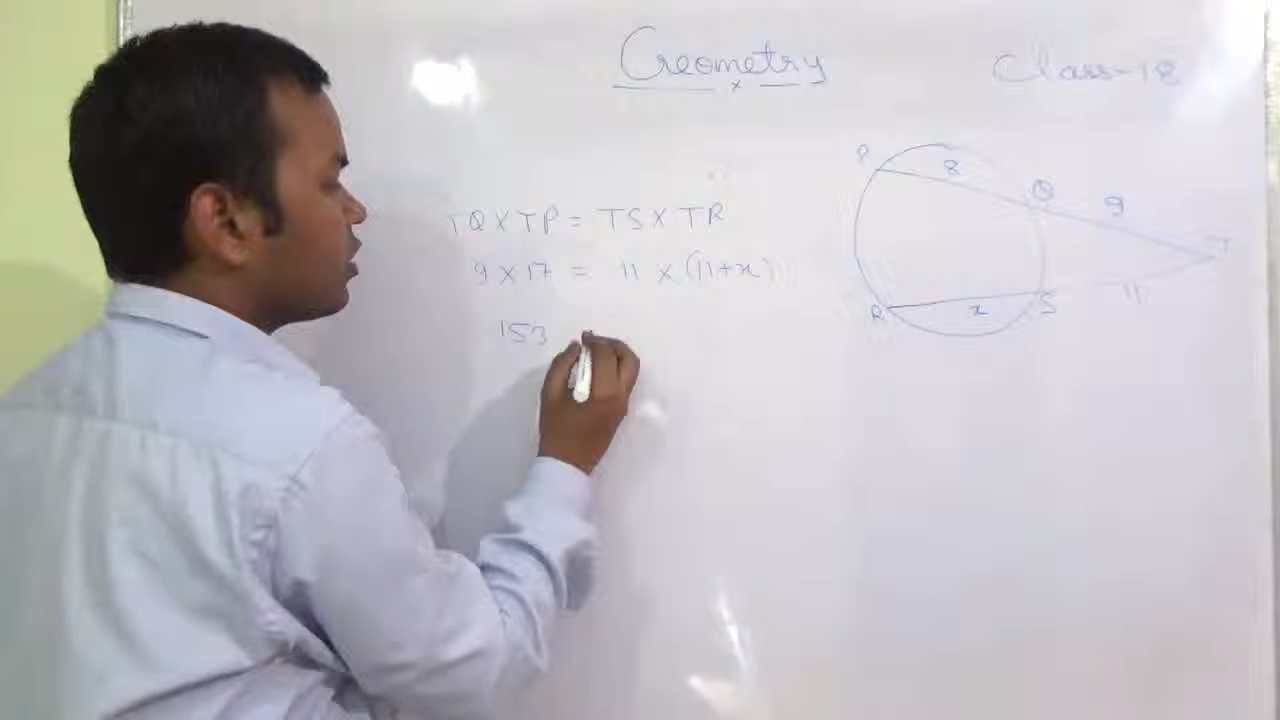 Geometry
Class-18
TQ X TP = TS X TR
9 X 17 = 11 X (11+x)
153
P
8
Q
9
T
R
x
S
11